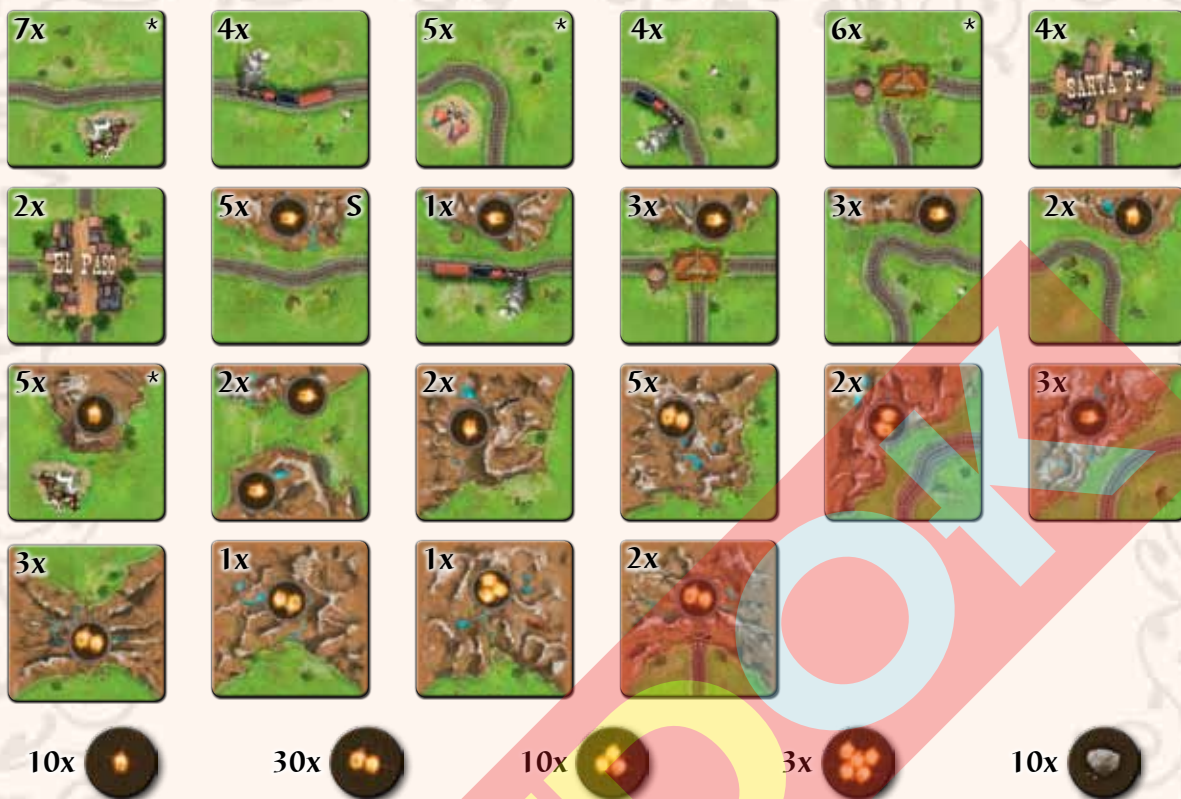 7x * 4x 5x * 4x 6x * 4x
SANTA FE
2x 5x S 1x 3x 3x 2x
EL PASO
5x * 2x 2x 5x 2x 3x
3x 1x 1x 2x
10x 30x 10x 3x 10x